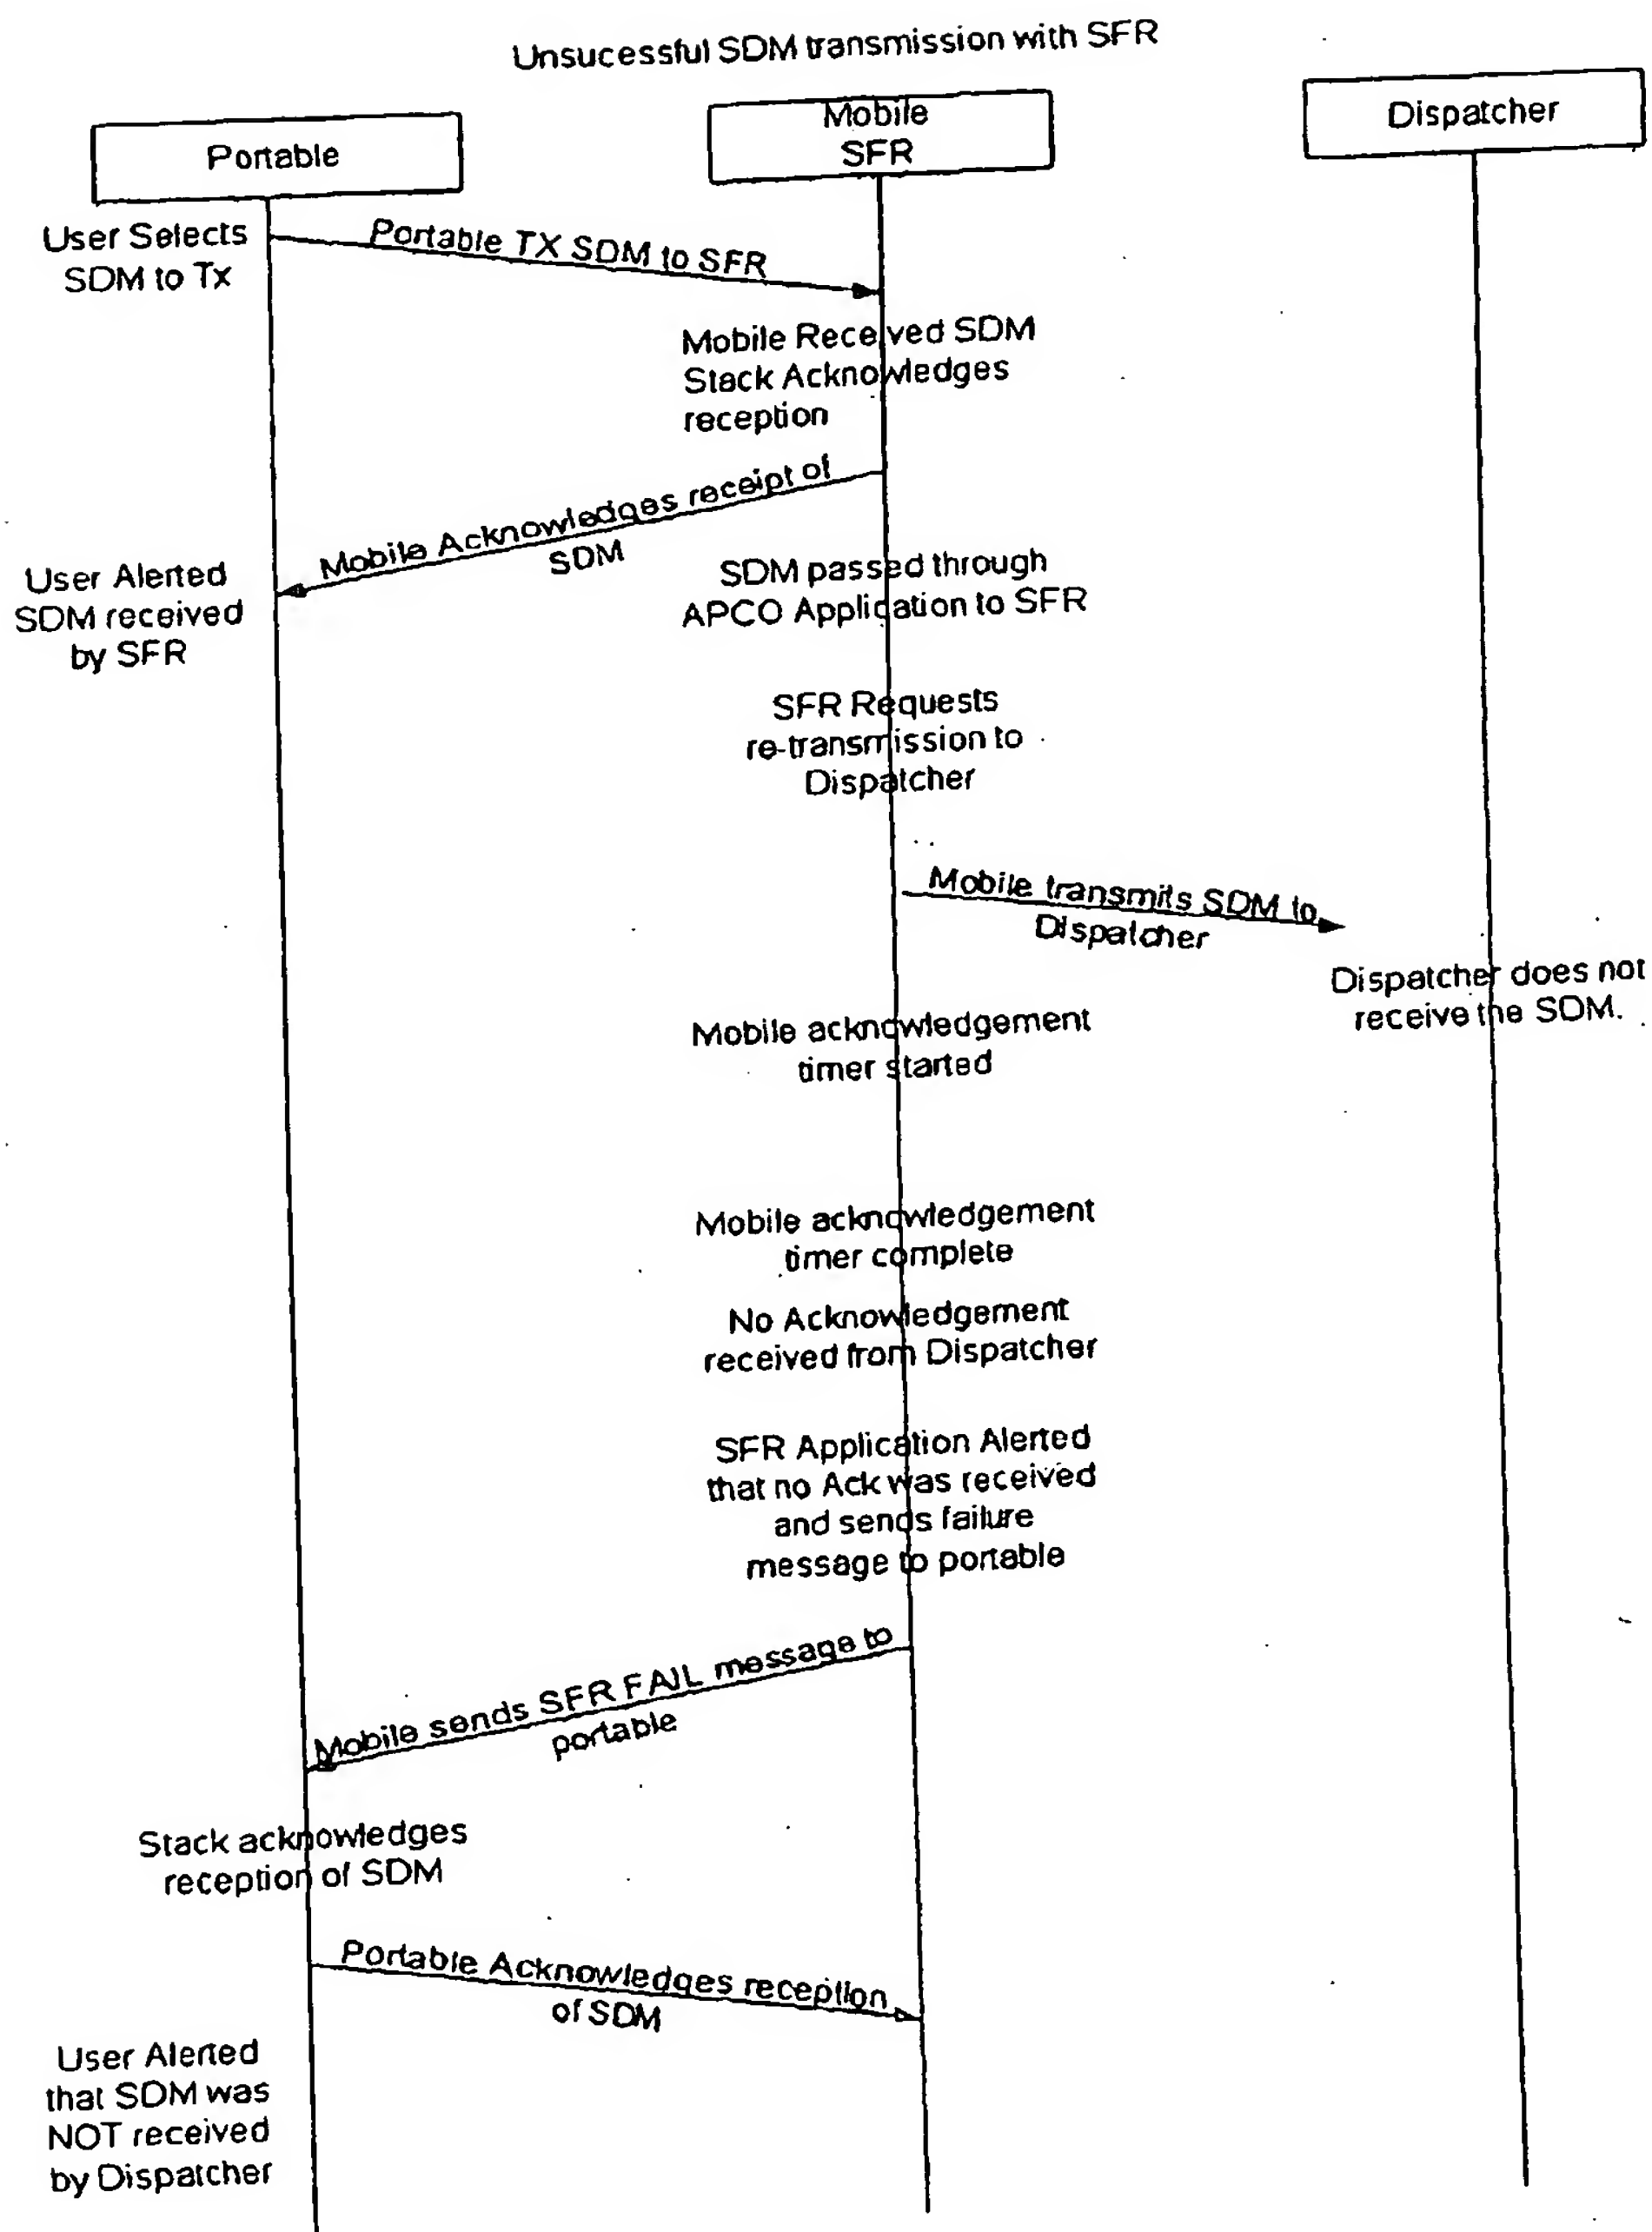 Unsucessful SDM transmission with SFR
Portable
Mobile
SFR
Dispatcher
User Selects
SDM to Tx
Portable TX SDM to SFR
Mobile Received SDM
Stack Acknowledges
reception
Mobile Acknowledges receipt of
SDM
User Alerted
SDM received
by SFR
SDM passed through
APCO Application to SFR
SFR Requests
re-transmission to
Dispatcher
Mobile transmits SDM to
Dispatcher
Dispatcher does not
receive the SDM.
Mobile acknowledgement
timer started
Mobile acknowledgement
timer complete
No Acknowledgement
received from Dispatcher
SFR Application Alerted
that no Ack was received
and sends failure
message to portable
Mobile sends SFR FAIL message to
portable
Stack acknowledges
reception of SDM
Portable Acknowledges reception
of SDM
User Alerted
that SDM was
NOT received
by Dispatcher